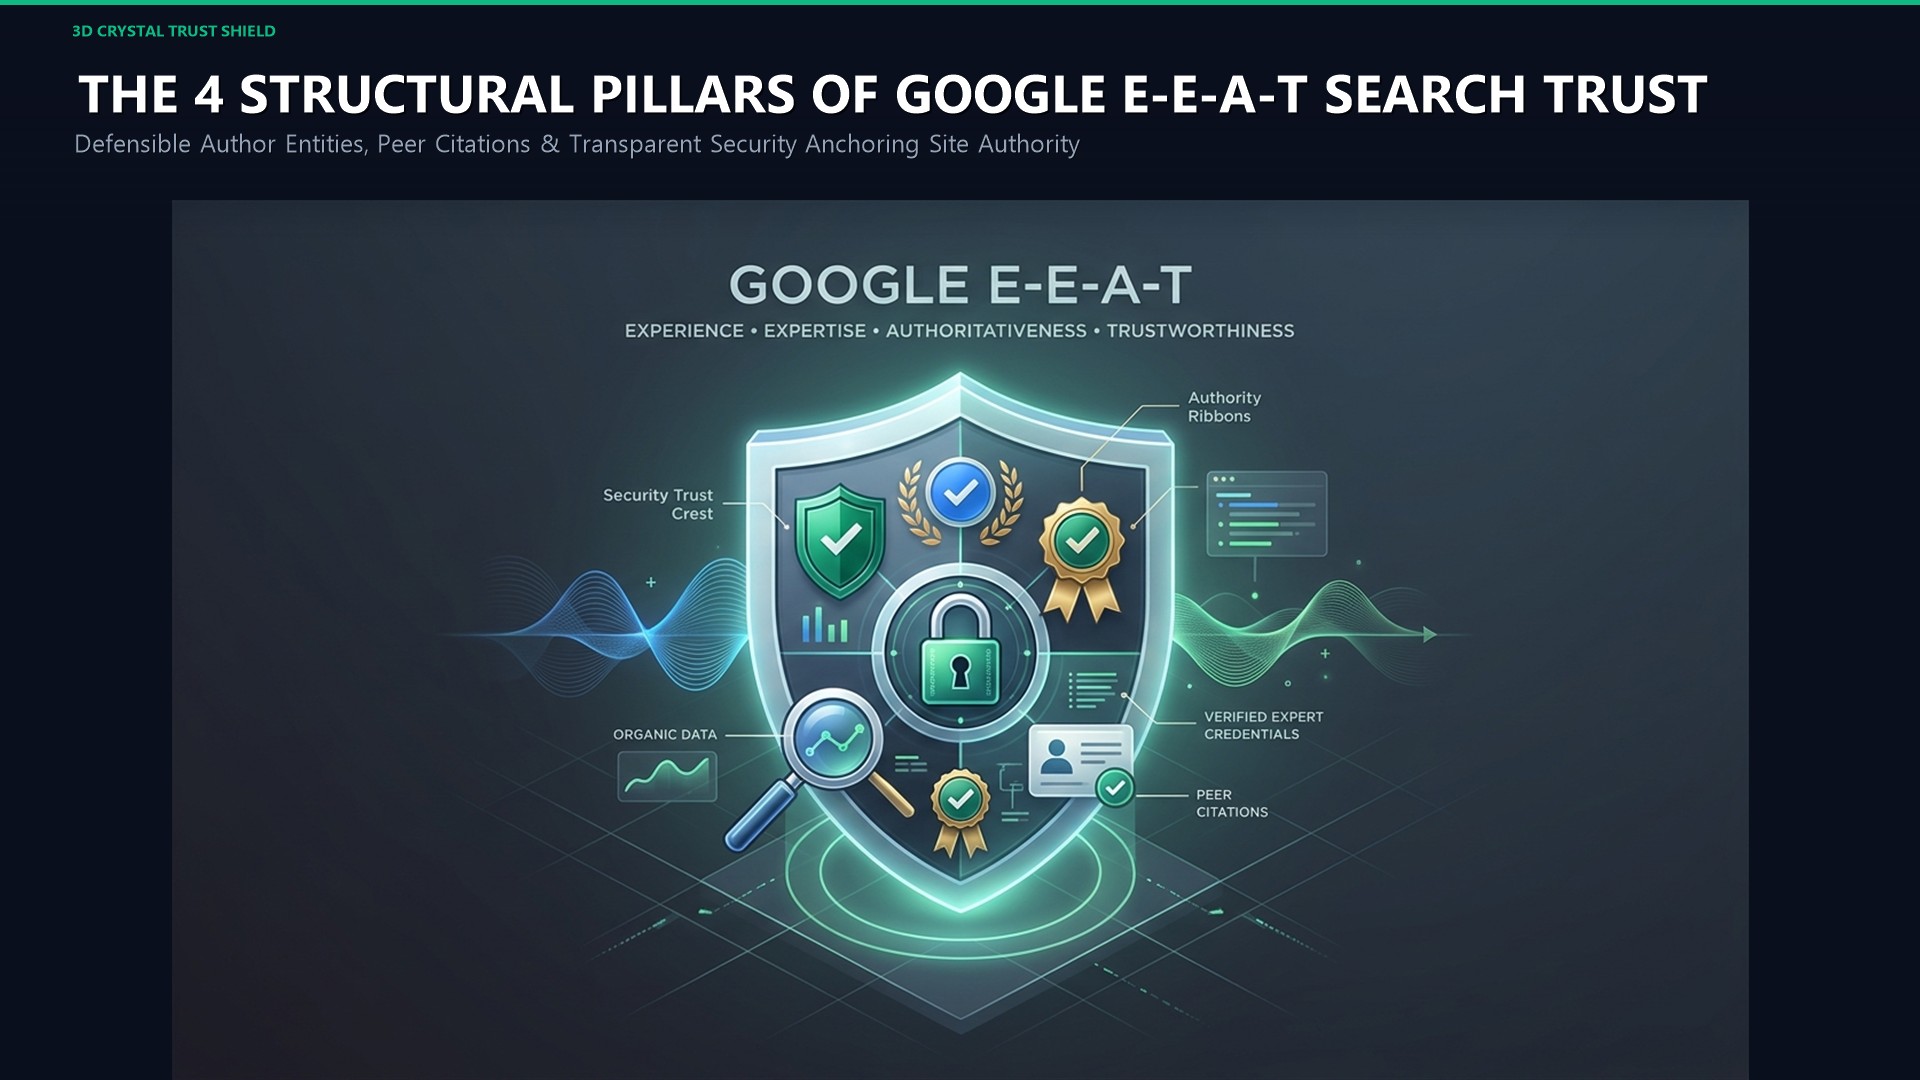 3D CRYSTAL TRUST SHIELD
THE 4 STRUCTURAL PILLARS OF GOOGLE E-E-A-T SEARCH TRUST
Defensible Author Entities, Peer Citations & Transparent Security Anchoring Site Authority
GOOGLE E-E-A-T
EXPERIENCE • EXPERTISE • AUTHORITATIVENESS • TRUSTWORTHINESS
Authority
Ribbons
Security Trust
Crest
VERIFIED EXPERT
CREDENTIALS
ORGANIC DATA
PEER
CITATIONS